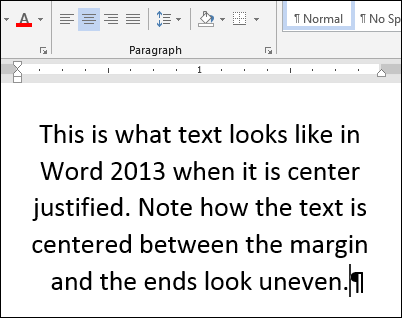 A
¶ Normal
¶ No Sp
Paragraph
1
This is what text looks like in
Word 2013 when it is center
justified. Note how the text is
centered between the margin
and the ends look uneven.¶